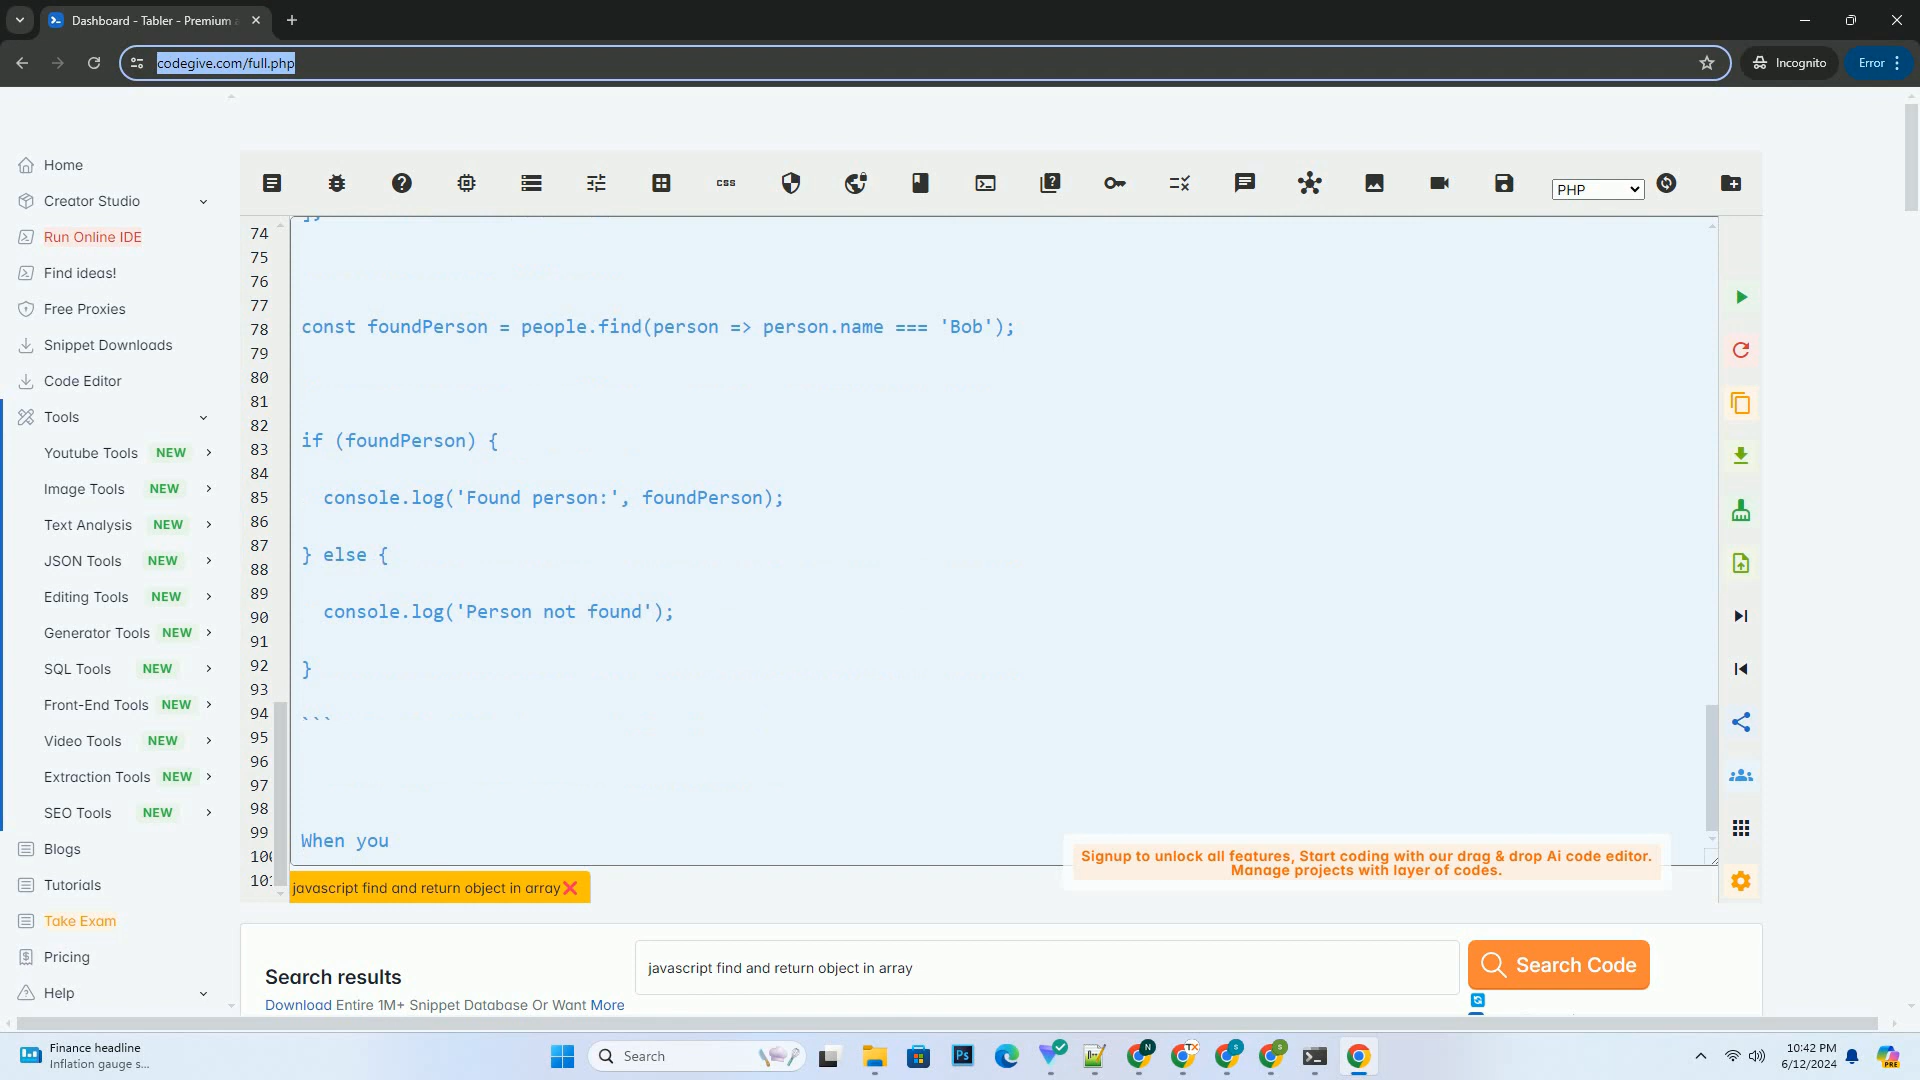 Dashboard - Tabler - Premium
codegive.com/full.php
Incognito
Error
Home
Creator Studio
Run Online IDE
Find ideas!
Free Proxies
Snippet Downloads
Code Editor
Tools
Youtube Tools NEW
Image Tools NEW
Text Analysis NEW
JSON Tools NEW
Editing Tools NEW
Generator Tools NEW
SQL Tools NEW
Front-End Tools NEW
Video Tools NEW
Extraction Tools NEW
SEO Tools NEW
Blogs
Tutorials
Take Exam
Pricing
Help
css
PHP
74
75
76
77
78
79
80
81
82
83
84
85
86
87
88
89
90
91
92
93
94
95
96
97
98
99
const foundPerson = people.find(person => person.name === 'Bob');
if (foundPerson) {
console.log('Found person:', foundPerson);
} else {
console.log('Person not found');
}
```
When you
Signup to unlock all features, Start coding with our drag & drop Ai code editor.
Manage projects with layer of codes.
javascript find and return object in array
Search results
Download Entire 1M+ Snippet Database Or Want More
javascript find and return object in array
Search Code
Finance headline
Inflation gauge s...
Search
10:42 PM
6/12/2024